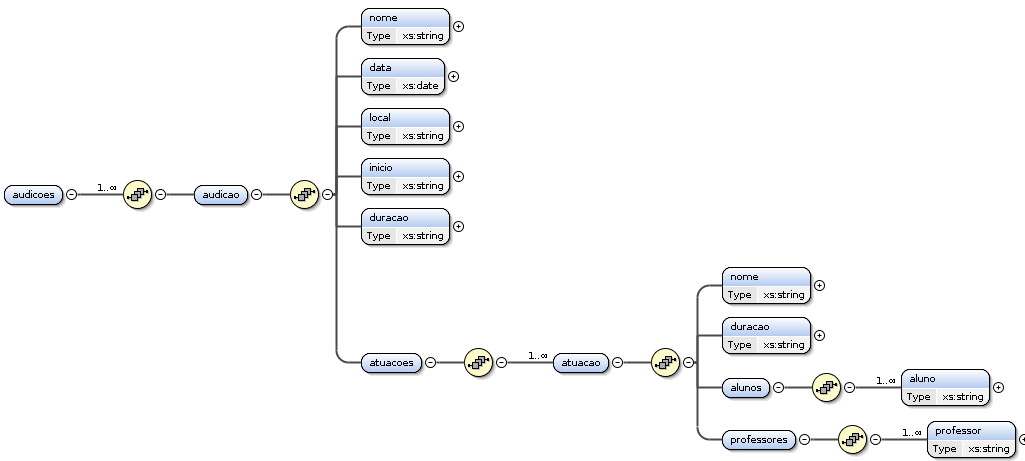 nome
Type xs:string
data
Type xs:date
local
Type xs:string
inicio
Type xs:string
audicoes
1..∞
audicao
duracao
Type xs:string
nome
Type xs:string
duracao
Type xs:string
atuacoes
1..∞
atuacao
alunos
1..∞
aluno
Type xs:string
professores
1..∞
professor
Type xs:string